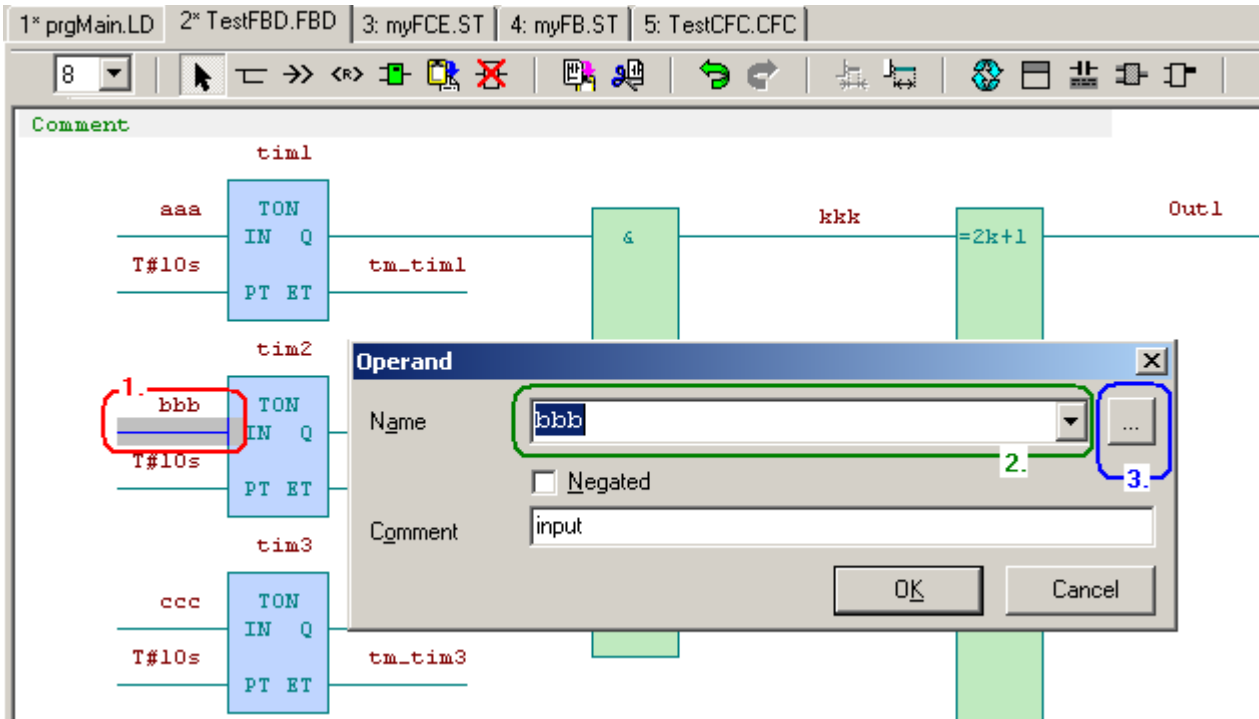 1* prgMain.LD 2* TestFBD.FBD 3: myFCE.ST 4: myFB.ST 5: TestCFC.CFC
8 <R>
Comment
tim1
aaa TON kkk Out1
IN Q & =2k+1
T#10s tm_tim1
PT ET
tim2
Operand
1.
bbb TON
Name bbb ...
IN Q
2.
T#10s
3.
Negated
PT ET
Comment input
tim3
OK Cancel
ccc TON
IN Q
T#10s tm_tim3
PT ET